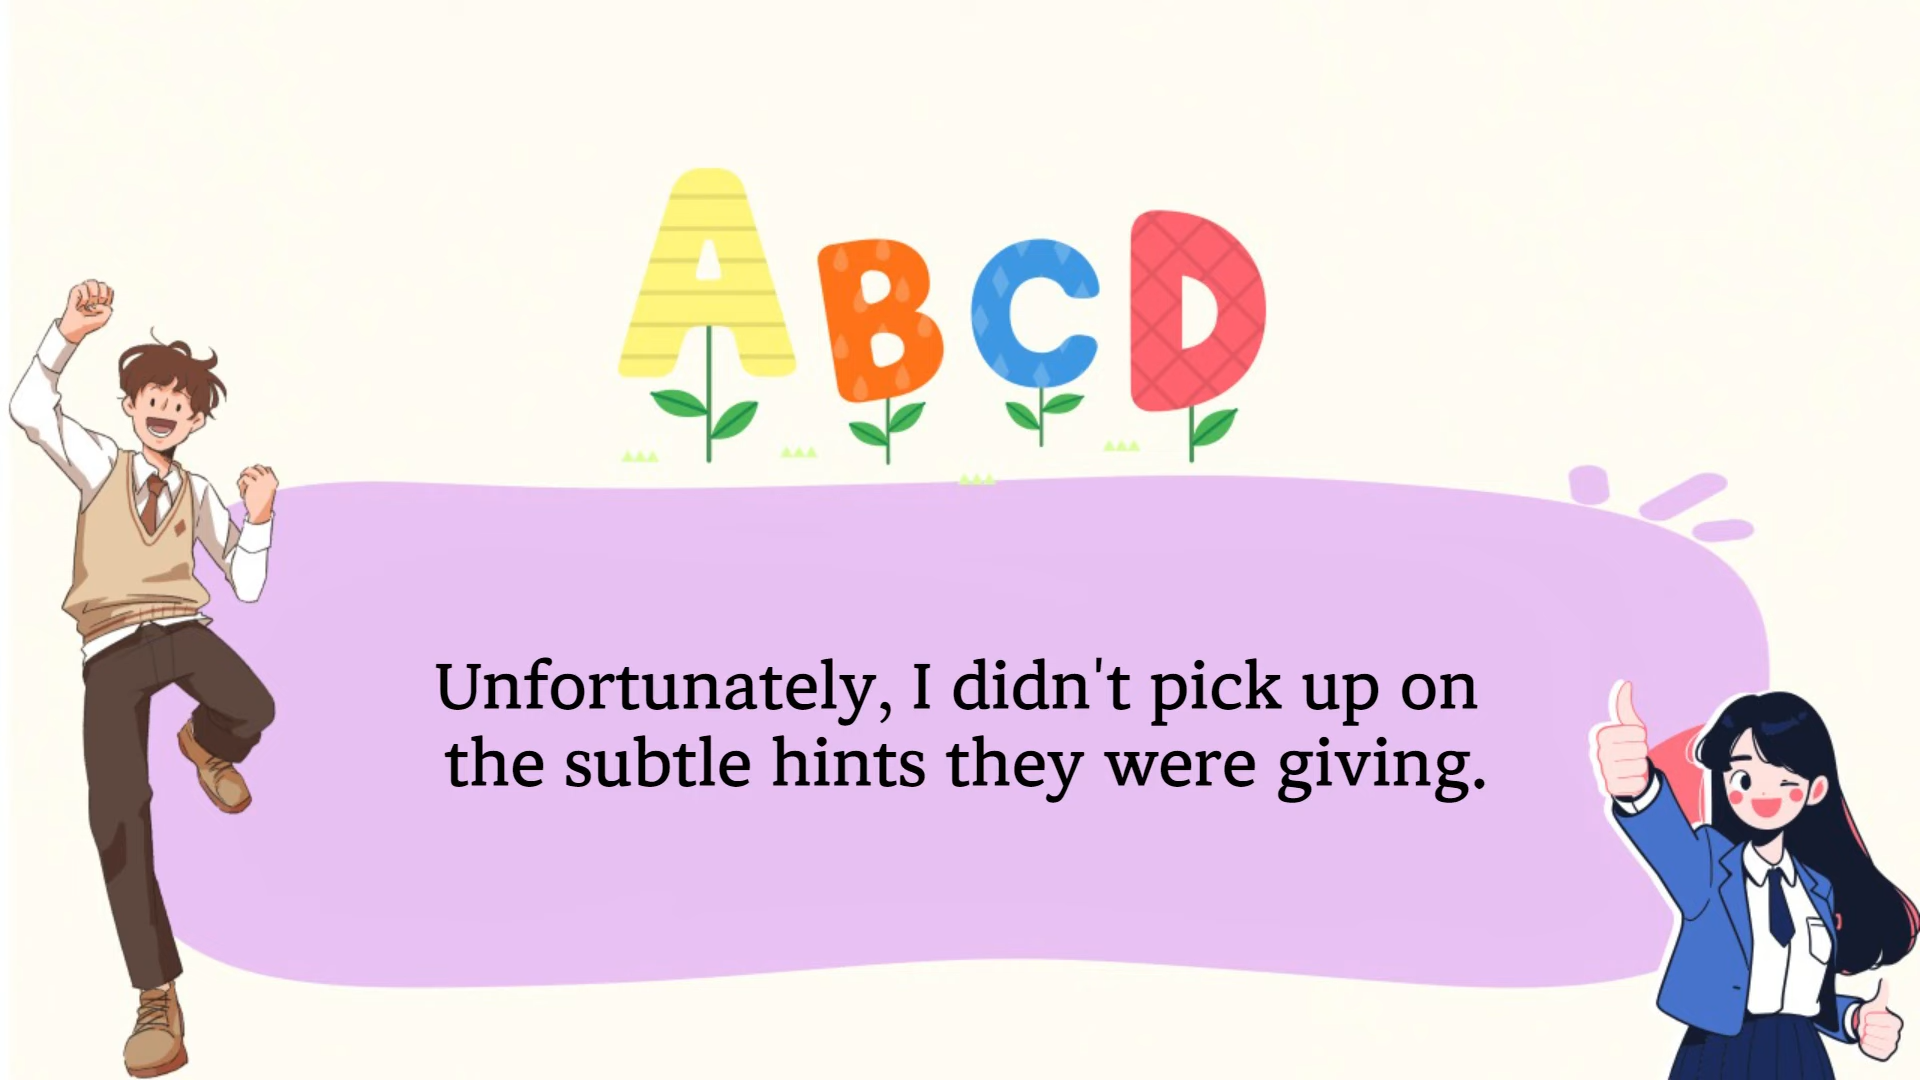 ABCD
Unfortunately, I didn't pick up on
the subtle hints they were giving.